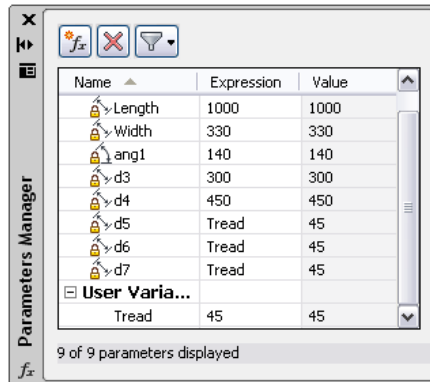 fx
Name Expression Value
Length 1000 1000
Width 330 330
ang1 140 140
d3 300 300
d4 450 450
d5 Tread 45
d6 Tread 45
d7 Tread 45
User Varia...
Tread 45 45
9 of 9 parameters displayed
Parameters Manager
fx